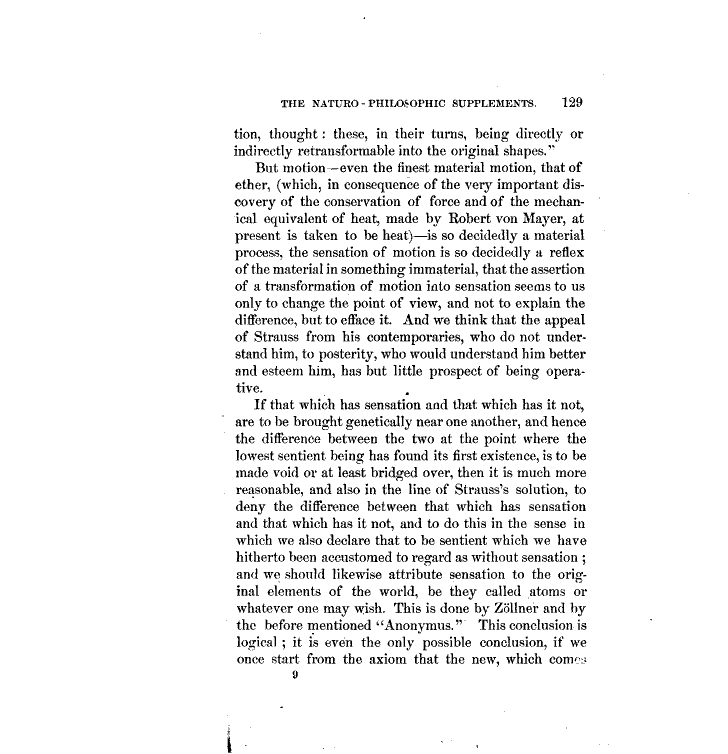 THE NATURO-PHILOSOPHIC SUPPLEMENTS. 129
tion, thought: these, in their turns, being directly or
indirectly retransformable into the original shapes."
But motion—even the finest material motion, that of
ether, (which, in consequence of the very important dis-
covery of the conservation of force and of the mechan-
ical equivalent of heat, made by Robert von Mayer, at
present is taken to be heat)—is so decidedly a material
process, the sensation of motion is so decidedly a reflex
of the material in something immaterial, that the assertion
of a transformation of motion into sensation seems to us
only to change the point of view, and not to explain the
difference, but to efface it. And we think that the appeal
of Strauss from his contemporaries, who do not under-
stand him, to posterity, who would understand him better
and esteem him, has but little prospect of being opera-
tive.
If that which has sensation and that which has it not,
are to be brought genetically near one another, and hence
the difference between the two at the point where the
lowest sentient being has found its first existence, is to be
made void or at least bridged over, then it is much more
reasonable, and also in the line of Strauss's solution, to
deny the difference between that which has sensation
and that which has it not, and to do this in the sense in
which we also declare that to be sentient which we have
hitherto been accustomed to regard as without sensation;
and we should likewise attribute sensation to the orig-
inal elements of the world, be they called atoms or
whatever one may wish. This is done by Zöllner and by
the before mentioned "Anonymus." This conclusion is
logical; it is even the only possible conclusion, if we
once start from the axiom that the new, which comes
9